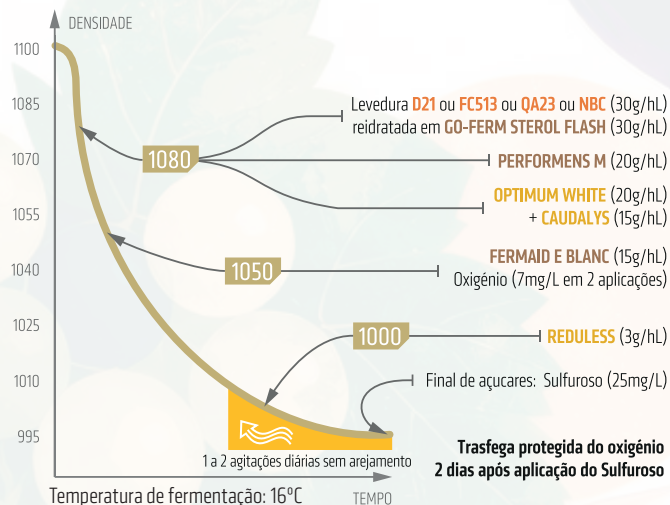 DENSIDADE
1100
1085
1070
1055
1040
1025
1010
995
1080
Levedura D21 ou FC513 ou QA23 ou NBC (30g/hL)
reidratada em GO-FERM STEROL FLASH (30g/hL)
PERFORMENS M (20g/hL)
OPTIMUM WHITE (20g/hL)
+ CAUDALYS (15g/hL)
1050
FERMAID E BLANC (15g/hL)
Oxigénio (7mg/L em 2 aplicações)
1000
REDULESS (3g/hL)
Final de açucares: Sulfuroso (25mg/L)
1 a 2 agitações diárias sem arejamento
Trasfega protegida do oxigénio
2 dias após aplicação do Sulfuroso
Temperatura de fermentação: 16ºC
TEMPO